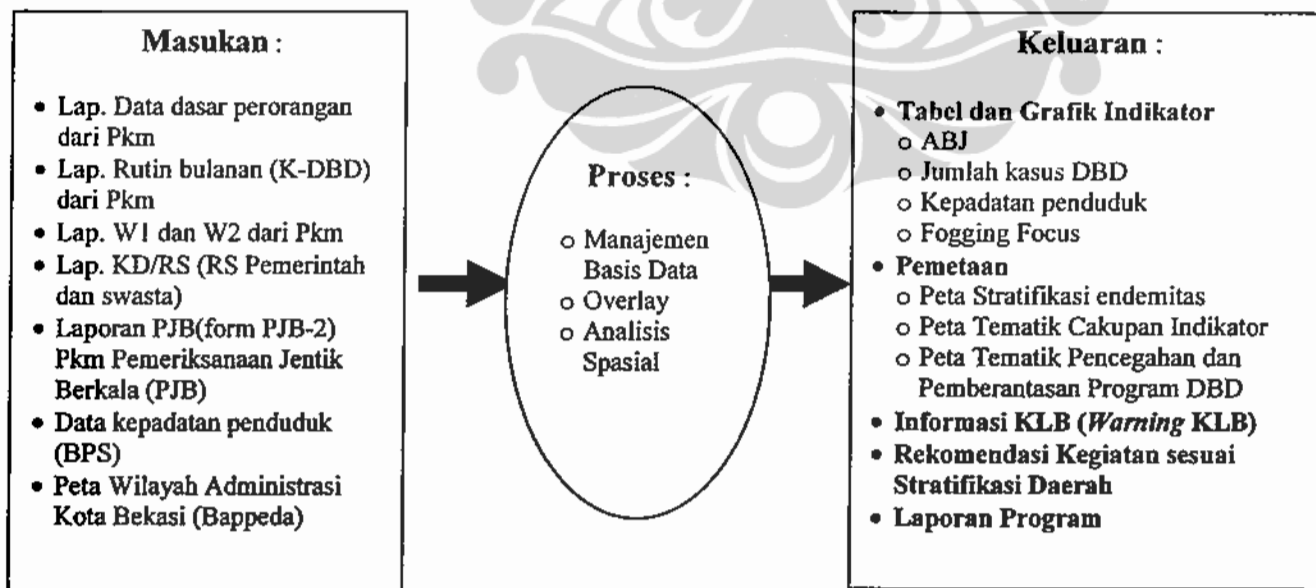 Masukan :
• Lap. Data dasar perorangan
dari Pkm
• Lap. Rutin bulanan (K-DBD)
dari Pkm
• Lap. W1 dan W2 dari Pkm
• Lap. KD/RS (RS Pemerintah
dan swasta)
• Laporan PJB(form PJB-2)
Pkm Pemeriksanaan Jentik
Berkala (PJB)
• Data kepadatan penduduk
(BPS)
• Peta Wilayah Administrasi
Kota Bekasi (Bappeda)
Proses :
o Manajemen
Basis Data
o Overlay
o Analisis
Spasial
Keluaran :
• Tabel dan Grafik Indikator
o ABJ
o Jumlah kasus DBD
o Kepadatan penduduk
o Fogging Focus
• Pemetaan
o Peta Stratifikasi endemitas
o Peta Tematik Cakupan Indikator
o Peta Tematik Pencegahan dan
Pemberantasan Program DBD
• Informasi KLB (Warning KLB)
• Rekomendasi Kegiatan sesuai
Stratifikasi Daerah
• Laporan Program